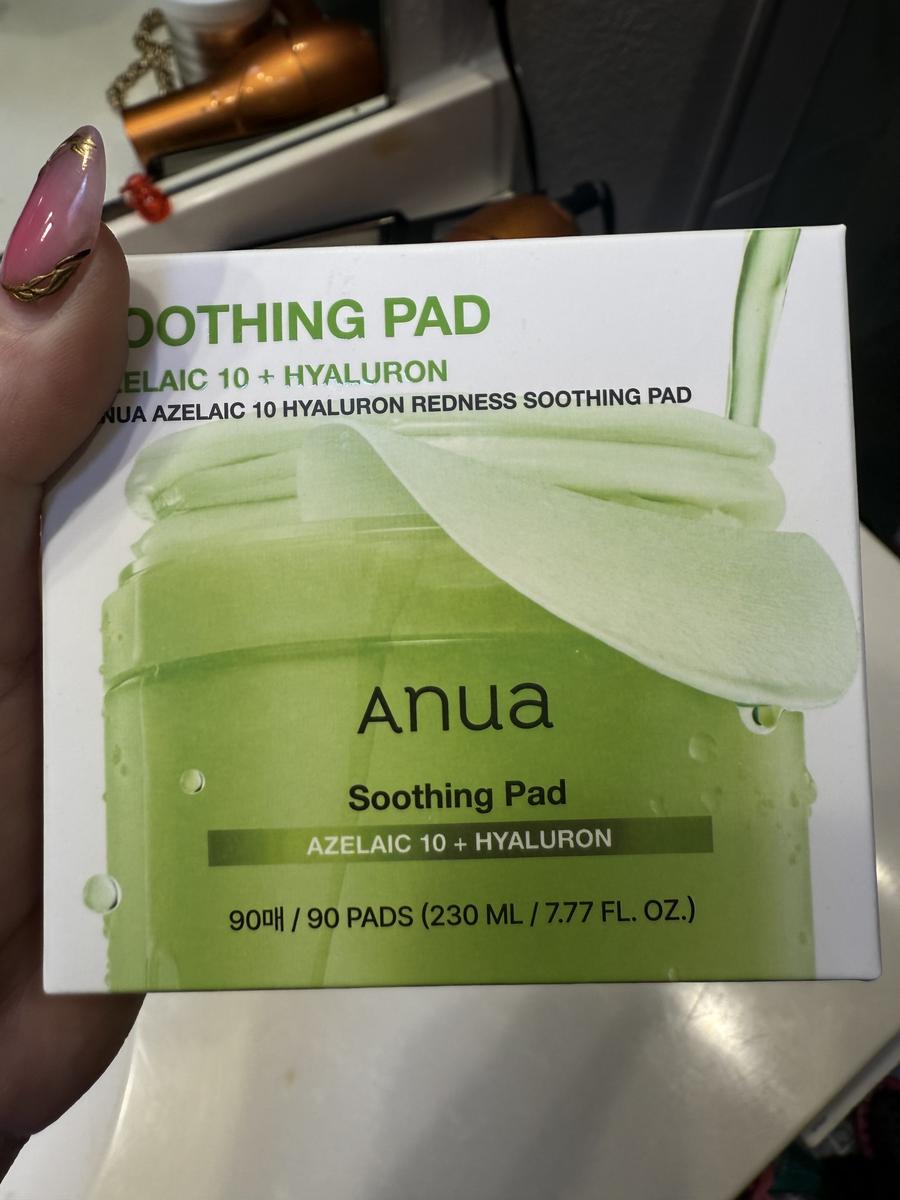 OOTHING PAD
ELAIC 10 + HYALURON
NUA AZELAIC 10 HYALURON REDNESS SOOTHING PAD
Anua
Soothing Pad
AZELAIC 10 + HYALURON
90매 / 90 PADS (230 ML / 7.77 FL. OZ.)